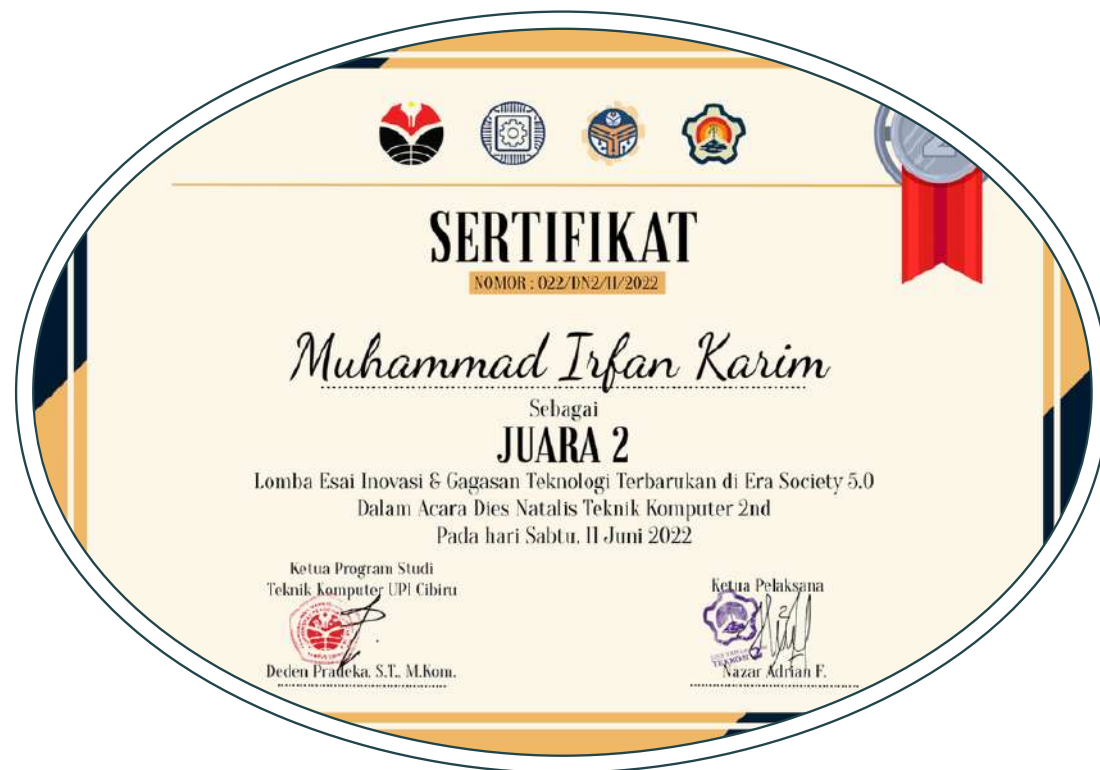 2
SERTIFIKAT
NOMOR : 022/DN2/II/2022
Muhammad Irfan Karim
Sebagai
JUARA 2
Lomba Esai Inovasi & Gagasan Teknologi Terbarukan di Era Society 5.0
Dalam Acara Dies Natalis Teknik Komputer 2nd
Pada hari Sabtu, 11 Juni 2022
Ketua Program Studi
Teknik Komputer UPI Cibiru
Deden Pradeka, S.T., M.Kom.
Ketua Pelaksana
Nazar Adrian F.